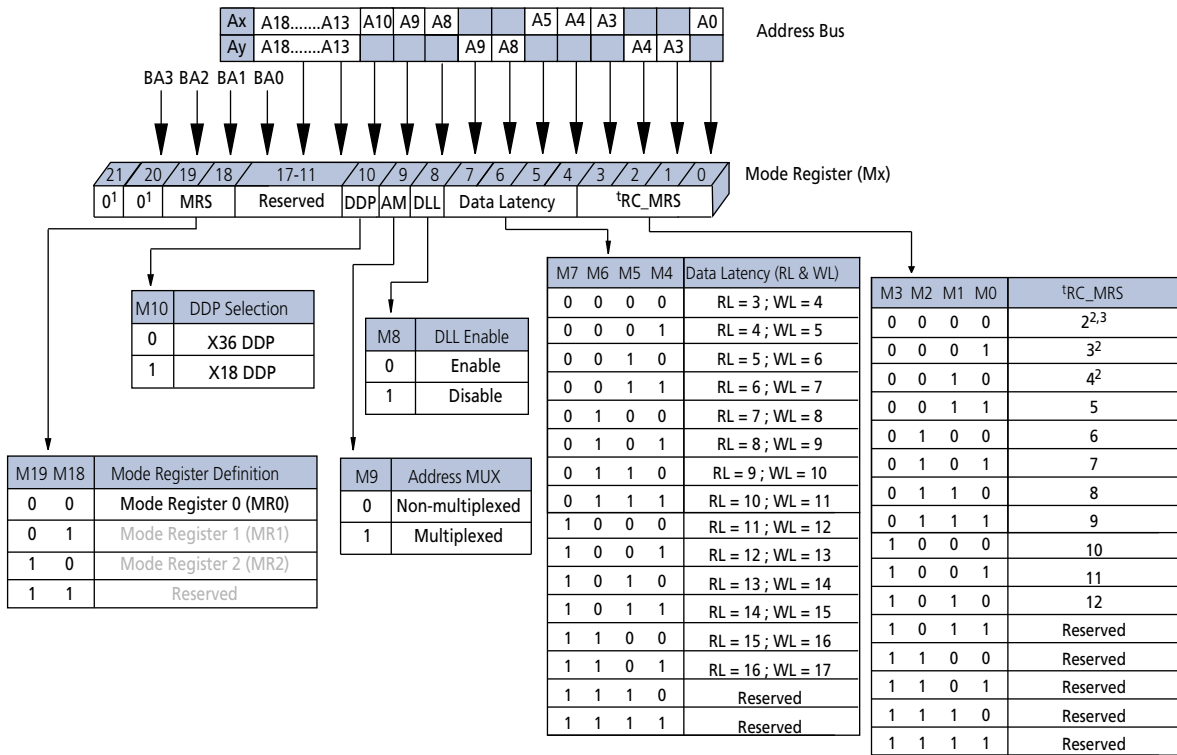 Ax A18.......A13 A10 A9 A8 A5 A4 A3 A0
Ay A18.......A13 A9 A8 A4 A3
Address Bus
BA3 BA2 BA1 BA0
21 20 19 18 17-11 10 9 8 7 6 5 4 3 2 1 0
Mode Register (Mx)
0¹ 0¹ MRS Reserved DDP AM DLL Data Latency ᵗRC_MRS
M10 DDP Selection
0 X36 DDP
1 X18 DDP
M8 DLL Enable
0 Enable
1 Disable
M19 M18 Mode Register Definition
0 0 Mode Register 0 (MR0)
0 1 Mode Register 1 (MR1)
1 0 Mode Register 2 (MR2)
1 1 Reserved
M9 Address MUX
0 Non-multiplexed
1 Multiplexed
M7 M6 M5 M4 Data Latency (RL & WL)
0 0 0 0 RL = 3 ; WL = 4
0 0 0 1 RL = 4 ; WL = 5
0 0 1 0 RL = 5 ; WL = 6
0 0 1 1 RL = 6 ; WL = 7
0 1 0 0 RL = 7 ; WL = 8
0 1 0 1 RL = 8 ; WL = 9
0 1 1 0 RL = 9 ; WL = 10
0 1 1 1 RL = 10 ; WL = 11
1 0 0 0 RL = 11 ; WL = 12
1 0 0 1 RL = 12 ; WL = 13
1 0 1 0 RL = 13 ; WL = 14
1 0 1 1 RL = 14 ; WL = 15
1 1 0 0 RL = 15 ; WL = 16
1 1 0 1 RL = 16 ; WL = 17
1 1 1 0 Reserved
1 1 1 1 Reserved
M3 M2 M1 M0 ᵗRC_MRS
0 0 0 0 2²,³
0 0 0 1 3²
0 0 1 0 4²
0 0 1 1 5
0 1 0 0 6
0 1 0 1 7
0 1 1 0 8
0 1 1 1 9
1 0 0 0 10
1 0 0 1 11
1 0 1 0 12
1 0 1 1 Reserved
1 1 0 0 Reserved
1 1 0 1 Reserved
1 1 1 0 Reserved
1 1 1 1 Reserved